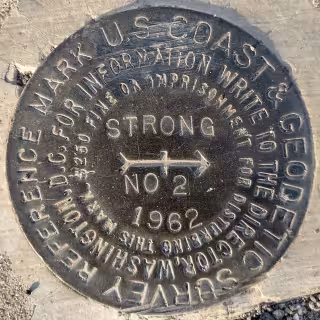 U.S. COAST & GEODETIC SURVEY REFERENCE MARK
FOR INFORMATION WRITE TO THE DIRECTOR, WASHINGTON, D.C.
$250 FINE OR IMPRISONMENT FOR DISTURBING THIS MARK.
STRONG
NO 2
1962